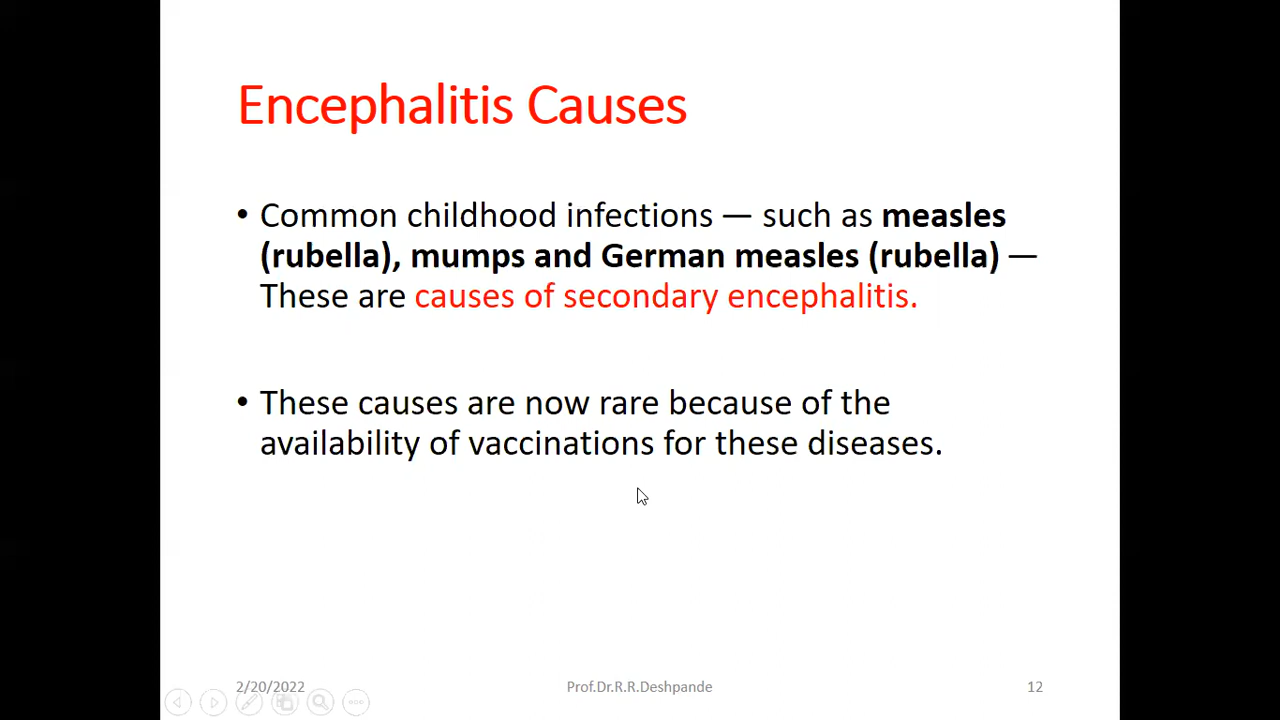 Encephalitis Causes
• Common childhood infections — such as measles
(rubella), mumps and German measles (rubella) —
These are causes of secondary encephalitis.
• These causes are now rare because of the
availability of vaccinations for these diseases.
2/20/2022
Prof.Dr.R.R.Deshpande
12